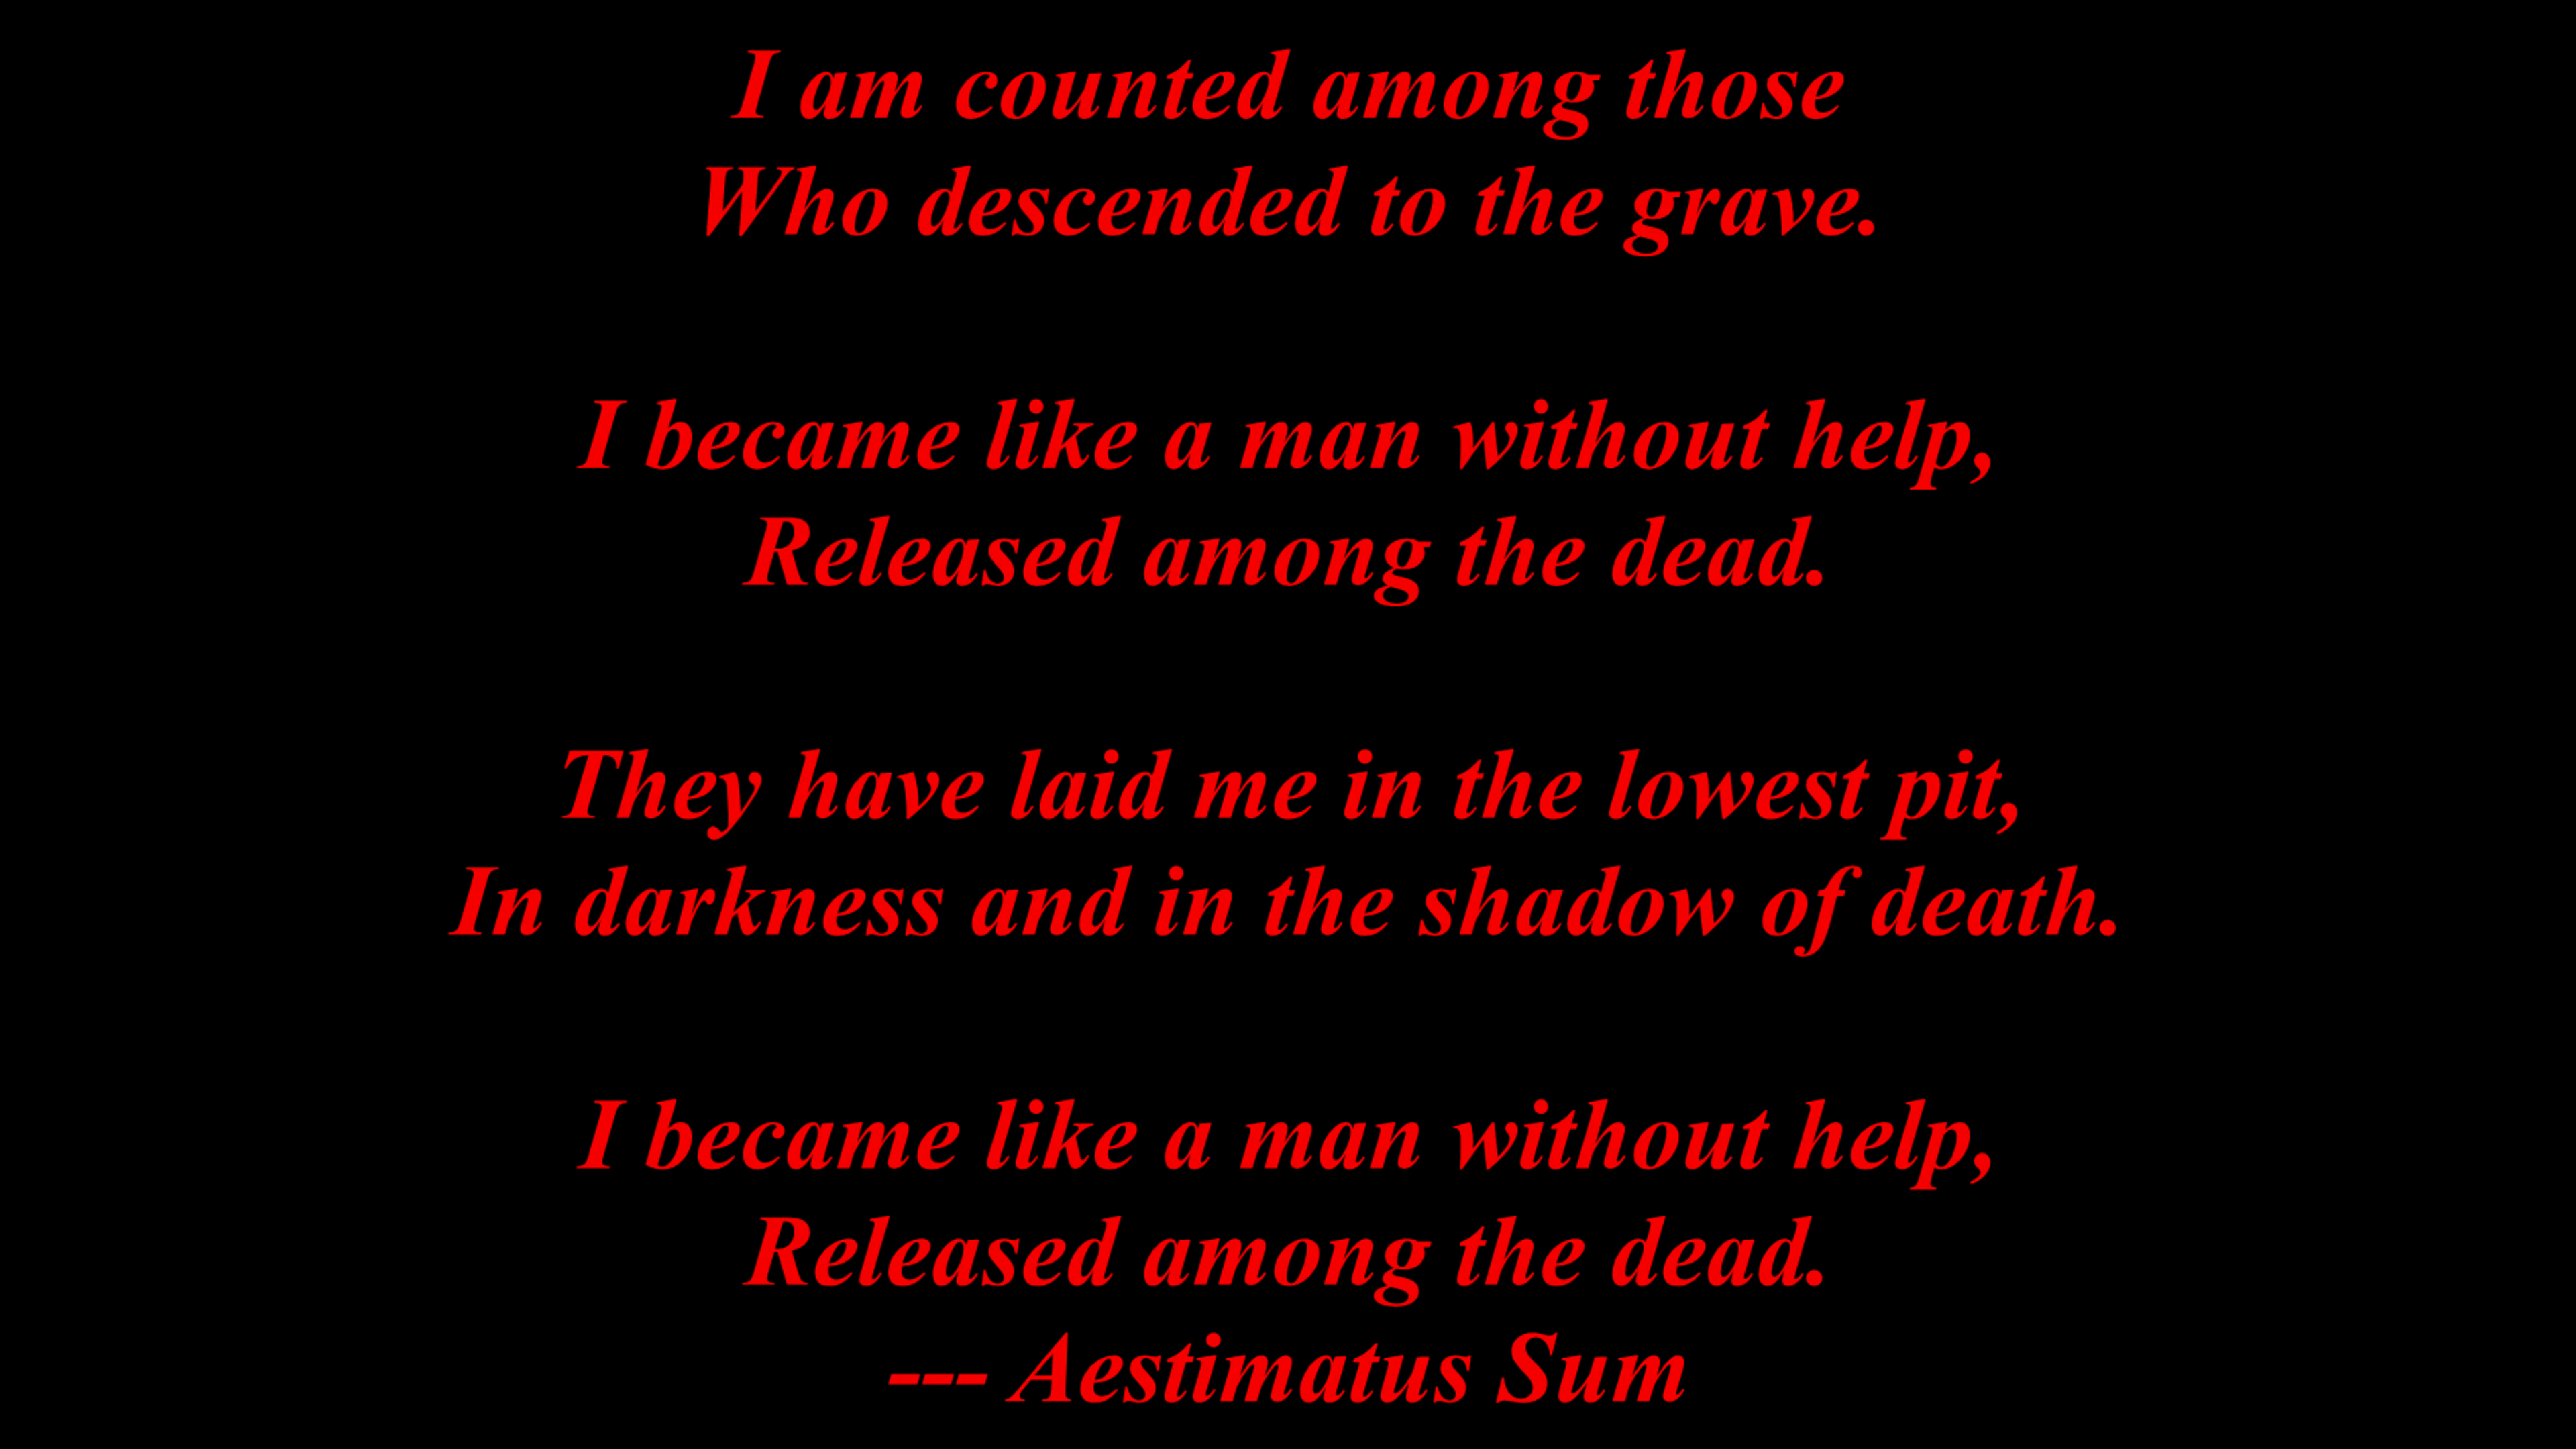 I am counted among those
Who descended to the grave.
I became like a man without help,
Released among the dead.
They have laid me in the lowest pit,
In darkness and in the shadow of death.
I became like a man without help,
Released among the dead.
--- Aestimatus Sum